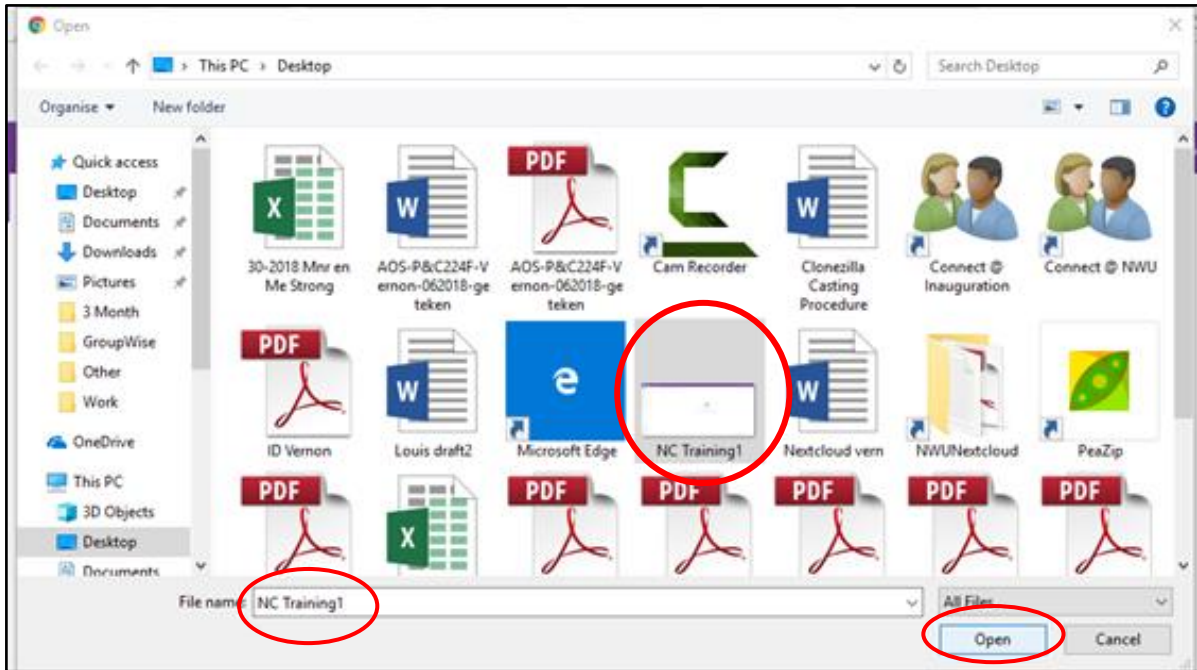 Open
This PC > Desktop
Search Desktop
Organise
New folder
Quick access
Desktop
Documents
Downloads
Pictures
3 Month
GroupWise
Other
Work
OneDrive
This PC
3D Objects
Desktop
Documents
PDF
X
W
W
30-2018 Mnr en
Me Strong
AOS-P&C224F-V
ernon-062018-ge
teken
AOS-P&C224F-V
ernon-062018-ge
teken
Cam Recorder
Clonezilla
Casting
Procedure
Connect @
Inauguration
Connect @ NWU
PDF
W
e
W
ID Vernon
Louis draft2
Microsoft Edge
NC Training1
Nextcloud vern
NWUNextcloud
PeaZip
PDF
X
PDF
PDF
PDF
PDF
PDF
File name: NC Training1
All Files
Open
Cancel